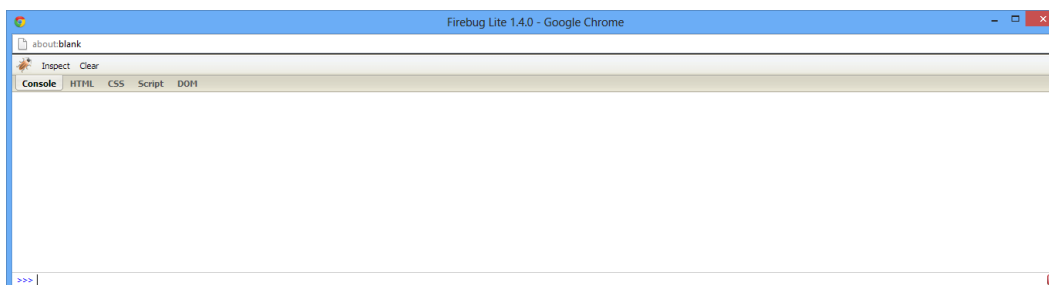 Firebug Lite 1.4.0 - Google Chrome
about:blank
Inspect Clear
Console HTML CSS Script DOM
>>>